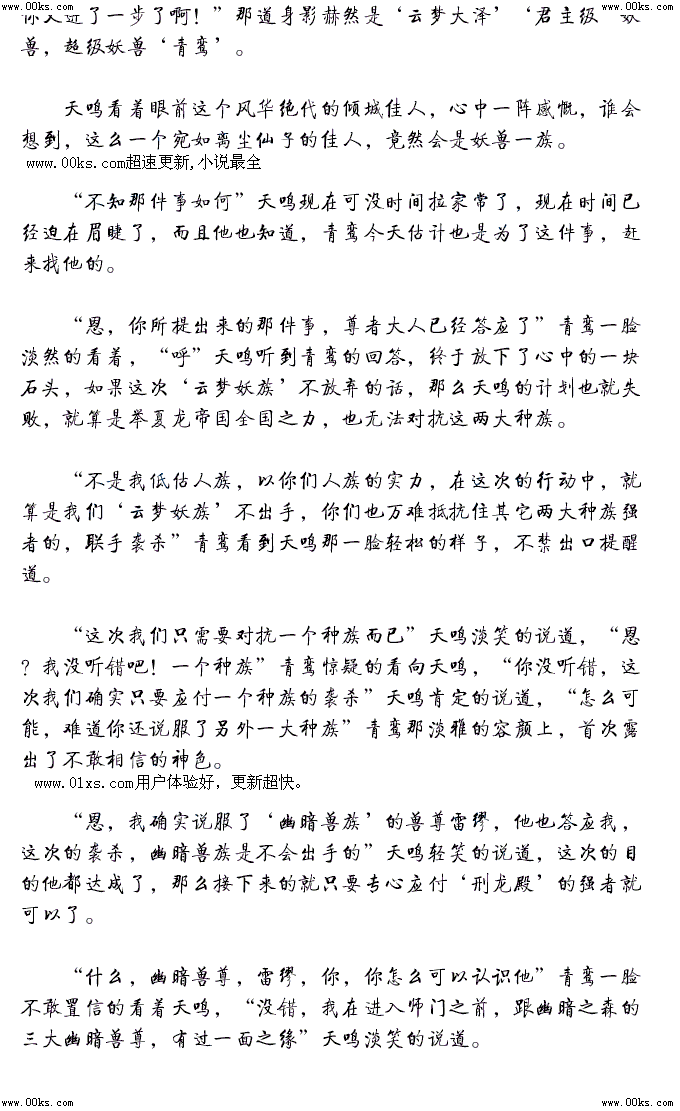 www.00ks.com www.00ks.com
你又进了一步了啊！”那道身影赫然是‘云梦大泽’‘君主级’妖
兽，超级妖兽‘青鸾’。
天鸣看着眼前这个风华绝代的倾城佳人，心中一阵感慨，谁会
想到，这么一个宛如离尘仙子的佳人，竟然会是妖兽一族。
www.00ks.com超速更新,小说最全
“不知那件事如何”天鸣现在可没时间拉家常了，现在时间已
经迫在眉睫了，而且他也知道，青鸾今天估计也是为了这件事，赶
来找他的。
“恩，你所提出来的那件事，尊者大人已经答应了”青鸾一脸
淡然的看着，“呼”天鸣听到青鸾的回答，终于放下了心中的一块
石头，如果这次‘云梦妖族’不放弃的话，那么天鸣的计划也就失
败，就算是举夏龙帝国全国之力，也无法对抗这两大种族。
“不是我低估人族，以你们人族的实力，在这次的行动中，就
算是我们‘云梦妖族’不出手，你们也万难抵抗住其它两大种族强
者的，联手袭杀”青鸾看到天鸣那一脸轻松的样子，不禁出口提醒
道。
“这次我们只需要对抗一个种族而已”天鸣淡笑的说道，“恩
？我没听错吧！一个种族”青鸾惊疑的看向天鸣，“你没听错，这
次我们确实只要应付一个种族的袭杀”天鸣肯定的说道，“怎么可
能，难道你还说服了另外一大种族”青鸾那淡雅的容颜上，首次露
出了不敢相信的神色。
www.01xs.com用户体验好，更新超快。
“恩，我确实说服了‘幽暗兽族’的兽尊雷缪，他也答应我，
这次的袭杀，幽暗兽族是不会出手的”天鸣轻笑的说道，这次的目
的他都达成了，那么接下来的就只要专心应付‘刑龙殿’的强者就
可以了。
“什么，幽暗兽尊，雷缪，你，你怎么可以认识他”青鸾一脸
不敢置信的看着天鸣，“没错，我在进入师门之前，跟幽暗之森的
三大幽暗兽尊，有过一面之缘”天鸣淡笑的说道。
www.00ks.com www.00ks.com